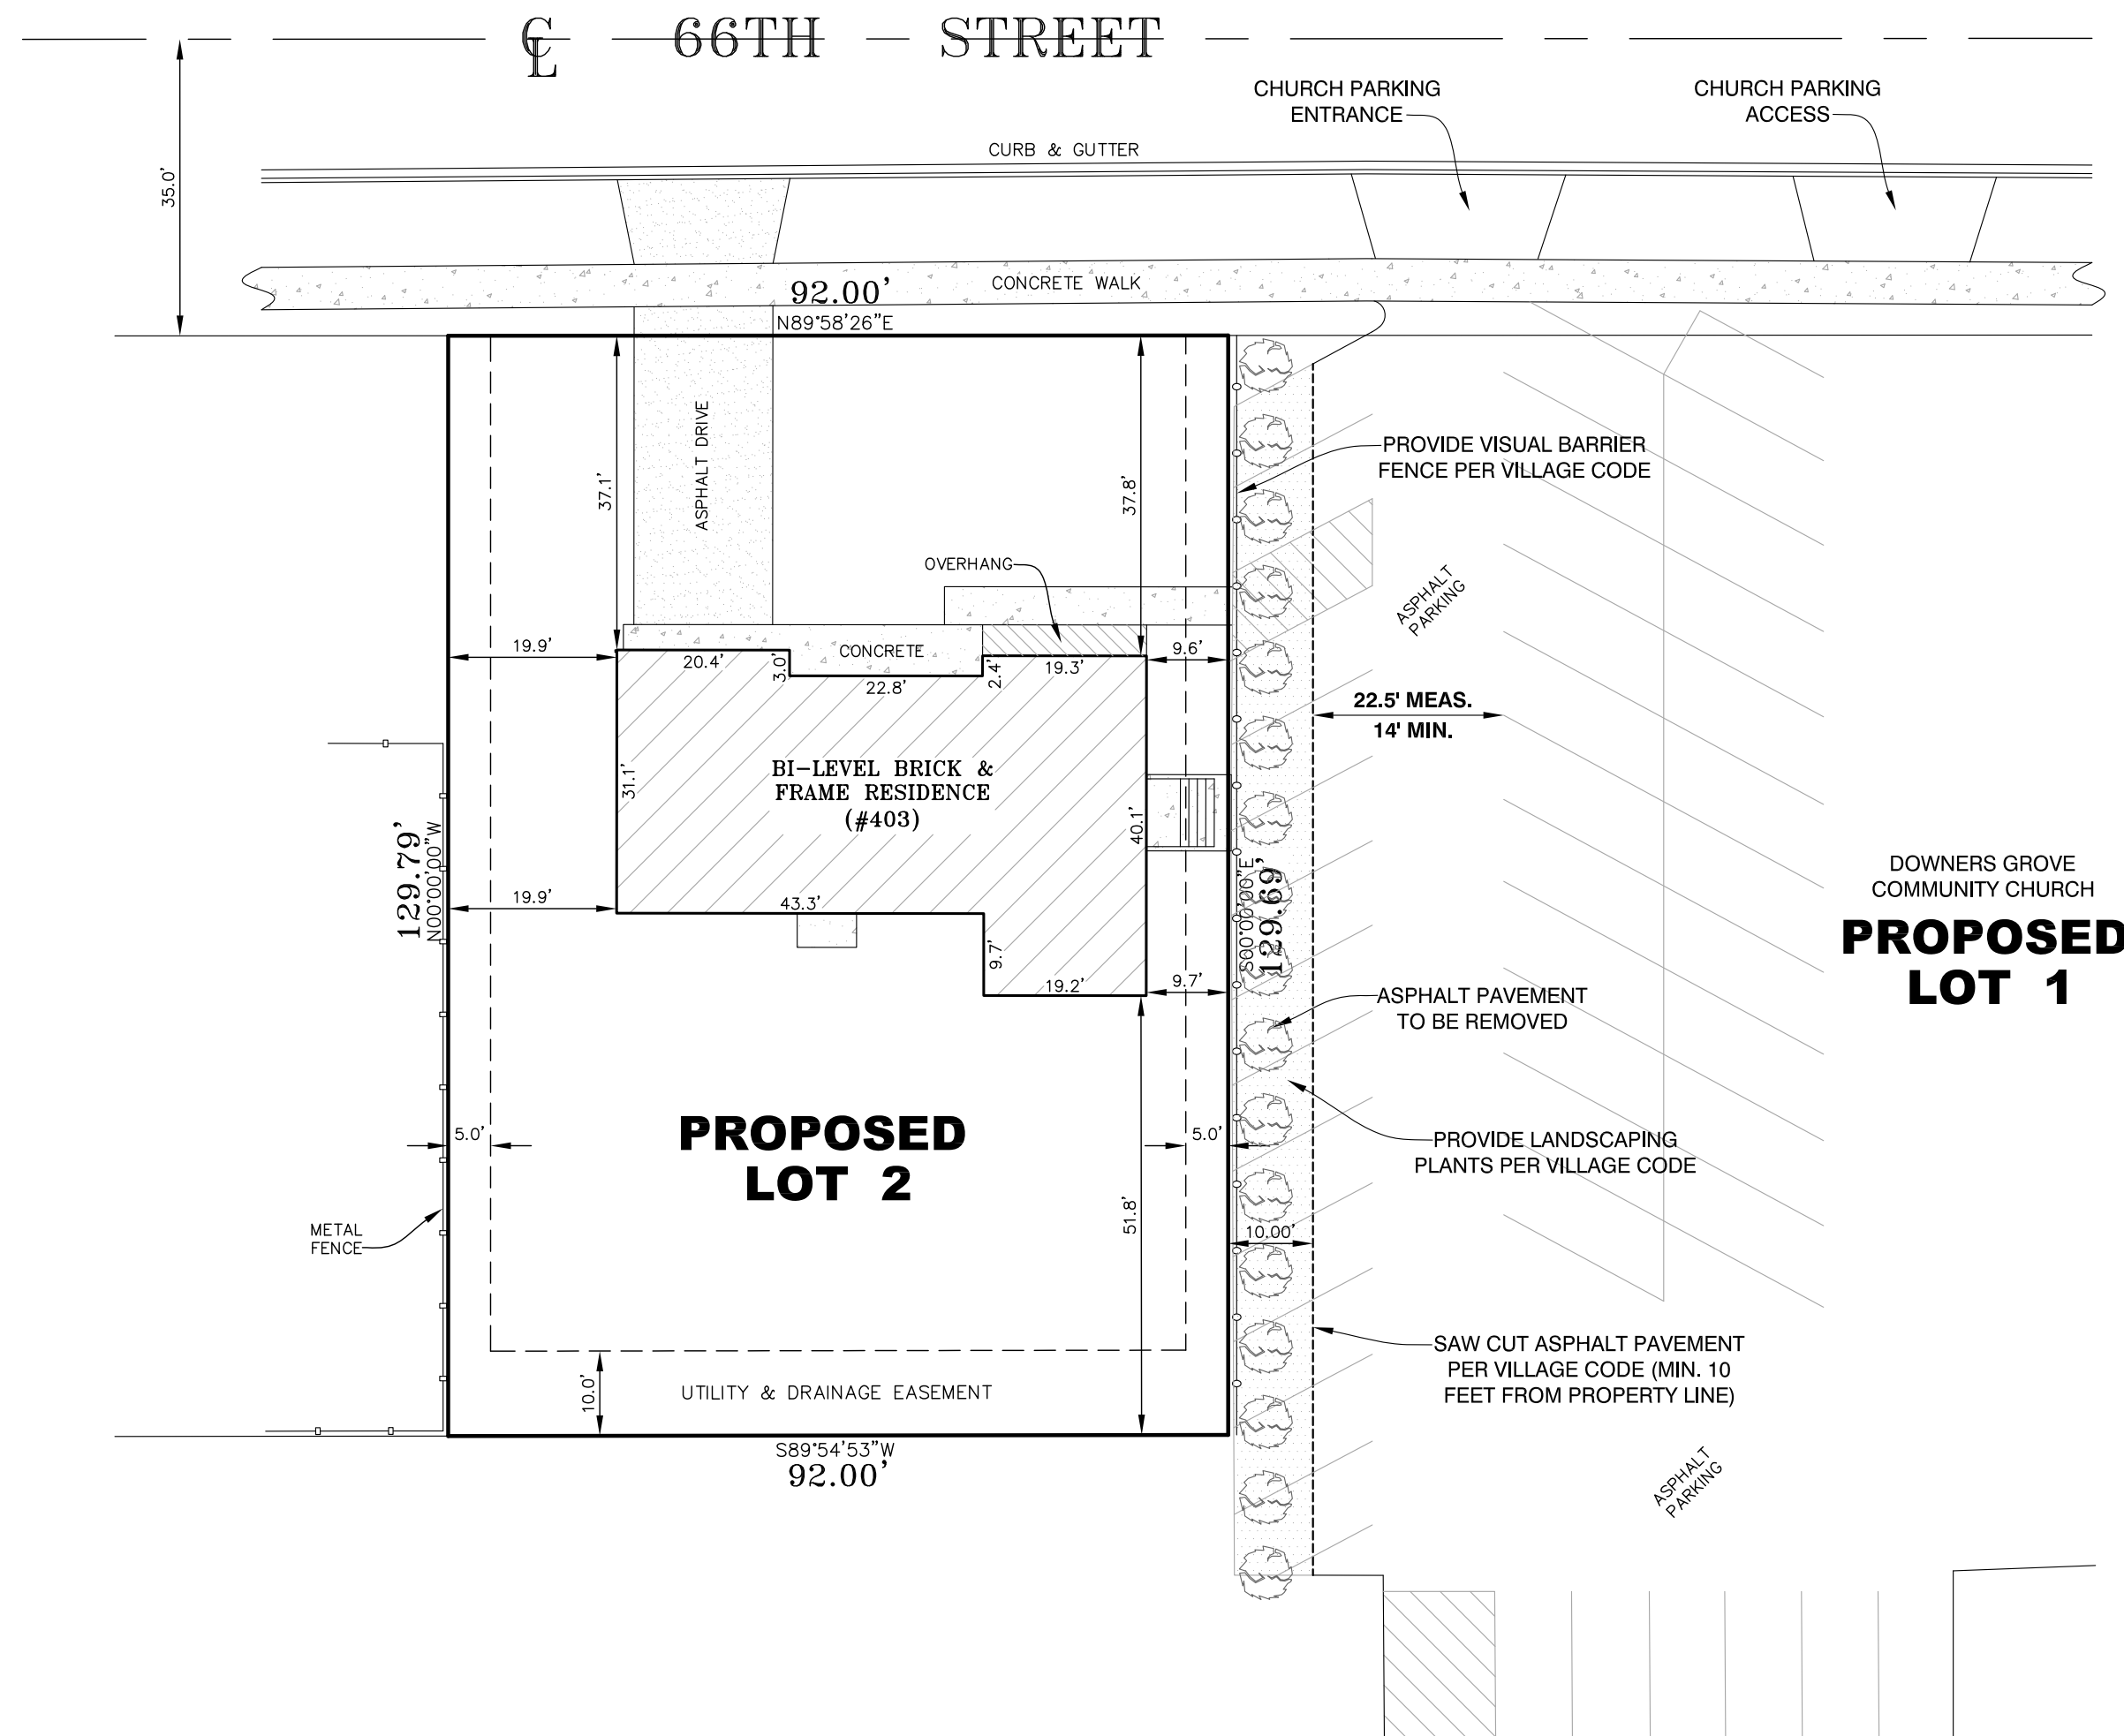 ℄ 66TH STREET
CHURCH PARKING
ENTRANCE
CHURCH PARKING
ACCESS
CURB & GUTTER
35.0'
CONCRETE WALK
92.00'
N89°58'26"E
ASPHALT DRIVE
37.1'
37.8'
PROVIDE VISUAL BARRIER
FENCE PER VILLAGE CODE
OVERHANG
ASPHALT
PARKING
19.9'
20.4'
3.0'
CONCRETE
22.8'
2.4'
19.3'
9.6'
22.5' MEAS.
14' MIN.
BI-LEVEL BRICK &
FRAME RESIDENCE
(#403)
31.1'
40.1'
129.79'
N00°00'00"W
S00°00'00"E
129.69'
DOWNERS GROVE
COMMUNITY CHURCH
PROPOSED
LOT 1
19.9'
43.3'
9.7'
19.2'
9.7'
ASPHALT PAVEMENT
TO BE REMOVED
PROPOSED
LOT 2
5.0'
5.0'
PROVIDE LANDSCAPING
PLANTS PER VILLAGE CODE
METAL
FENCE
51.8'
10.00'
SAW CUT ASPHALT PAVEMENT
PER VILLAGE CODE (MIN. 10
FEET FROM PROPERTY LINE)
10.0'
UTILITY & DRAINAGE EASEMENT
S89°54'53"W
92.00'
ASPHALT
PARKING